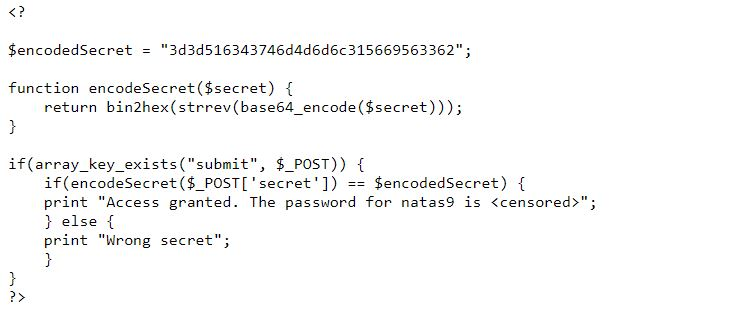 <?
$encodedSecret = "3d3d516343746d4d6d6c315669563362";
function encodeSecret($secret) {
    return bin2hex(strrev(base64_encode($secret)));
}
if(array_key_exists("submit", $_POST)) {
    if(encodeSecret($_POST['secret']) == $encodedSecret) {
    print "Access granted. The password for natas9 is <censored>";
    } else {
    print "Wrong secret";
    }
}
?>